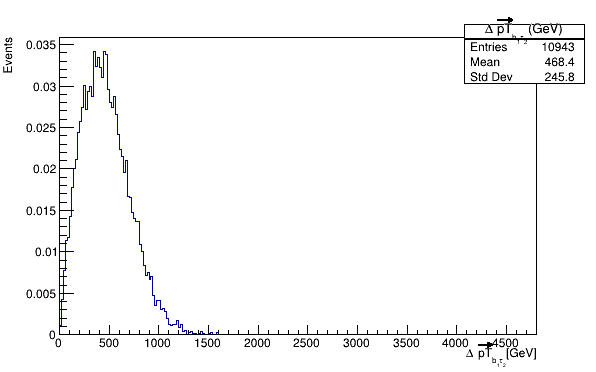 Δ pT b₁τ₂ (GeV)
Entries 10943
Mean 468.4
Std Dev 245.8
Events
0.035
0.03
0.025
0.02
0.015
0.01
0.005
0
0 500 1000 1500 2000 2500 3000 3500 4000 4500
Δ pT b₁τ₂ [GeV]